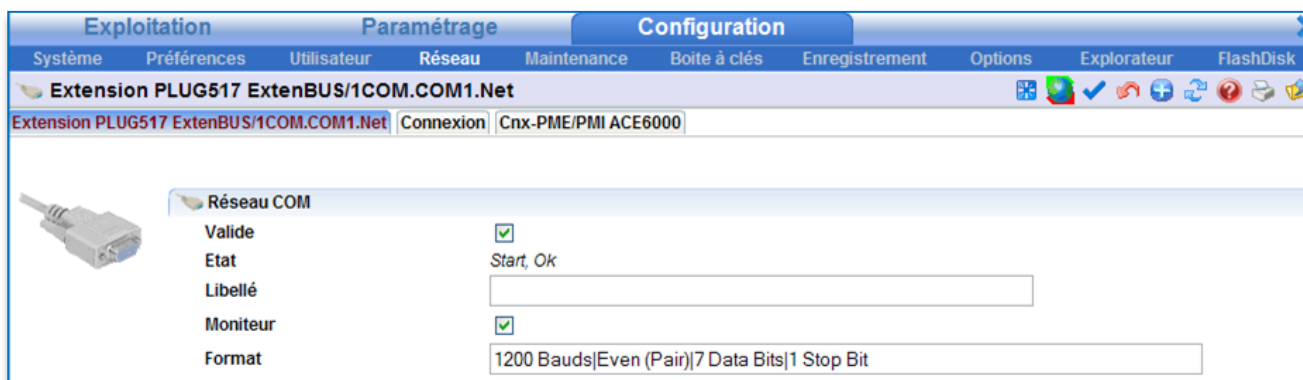 Exploitation Paramétrage Configuration
Système Préférences Utilisateur Réseau Maintenance Boite à clés Enregistrement Options Explorateur FlashDisk
Extension PLUG517 ExtenBUS/1COM.COM1.Net
Extension PLUG517 ExtenBUS/1COM.COM1.Net Connexion Cnx-PME/PMI ACE6000
Réseau COM
Valide
Etat Start, Ok
Libellé
Moniteur
Format 1200 Bauds|Even (Pair)|7 Data Bits|1 Stop Bit